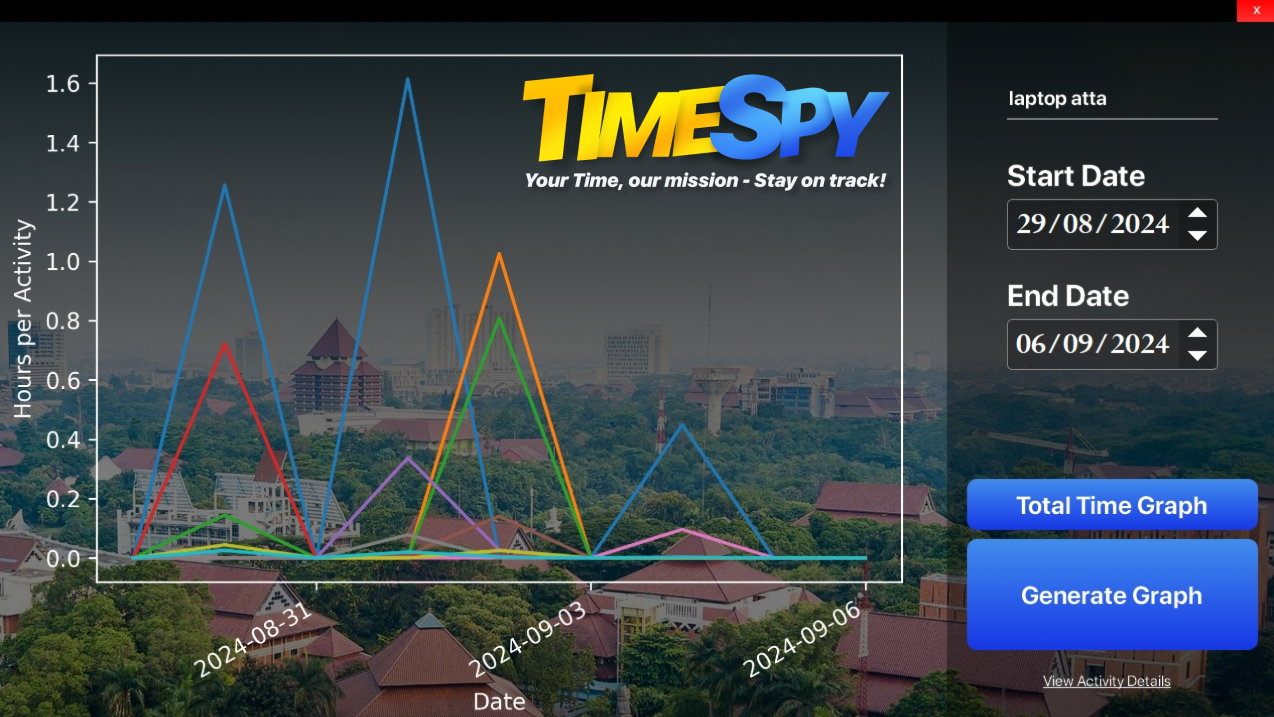 x
1.6
1.4
1.2
1.0
0.8
0.6
0.4
0.2
0.0
Hours per Activity
2024-08-31
2024-09-03
2024-09-06
Date
TIMESPY
Your Time, our mission - Stay on track!
laptop atta
Start Date
29/08/2024
End Date
06/09/2024
Total Time Graph
Generate Graph
View Activity Details